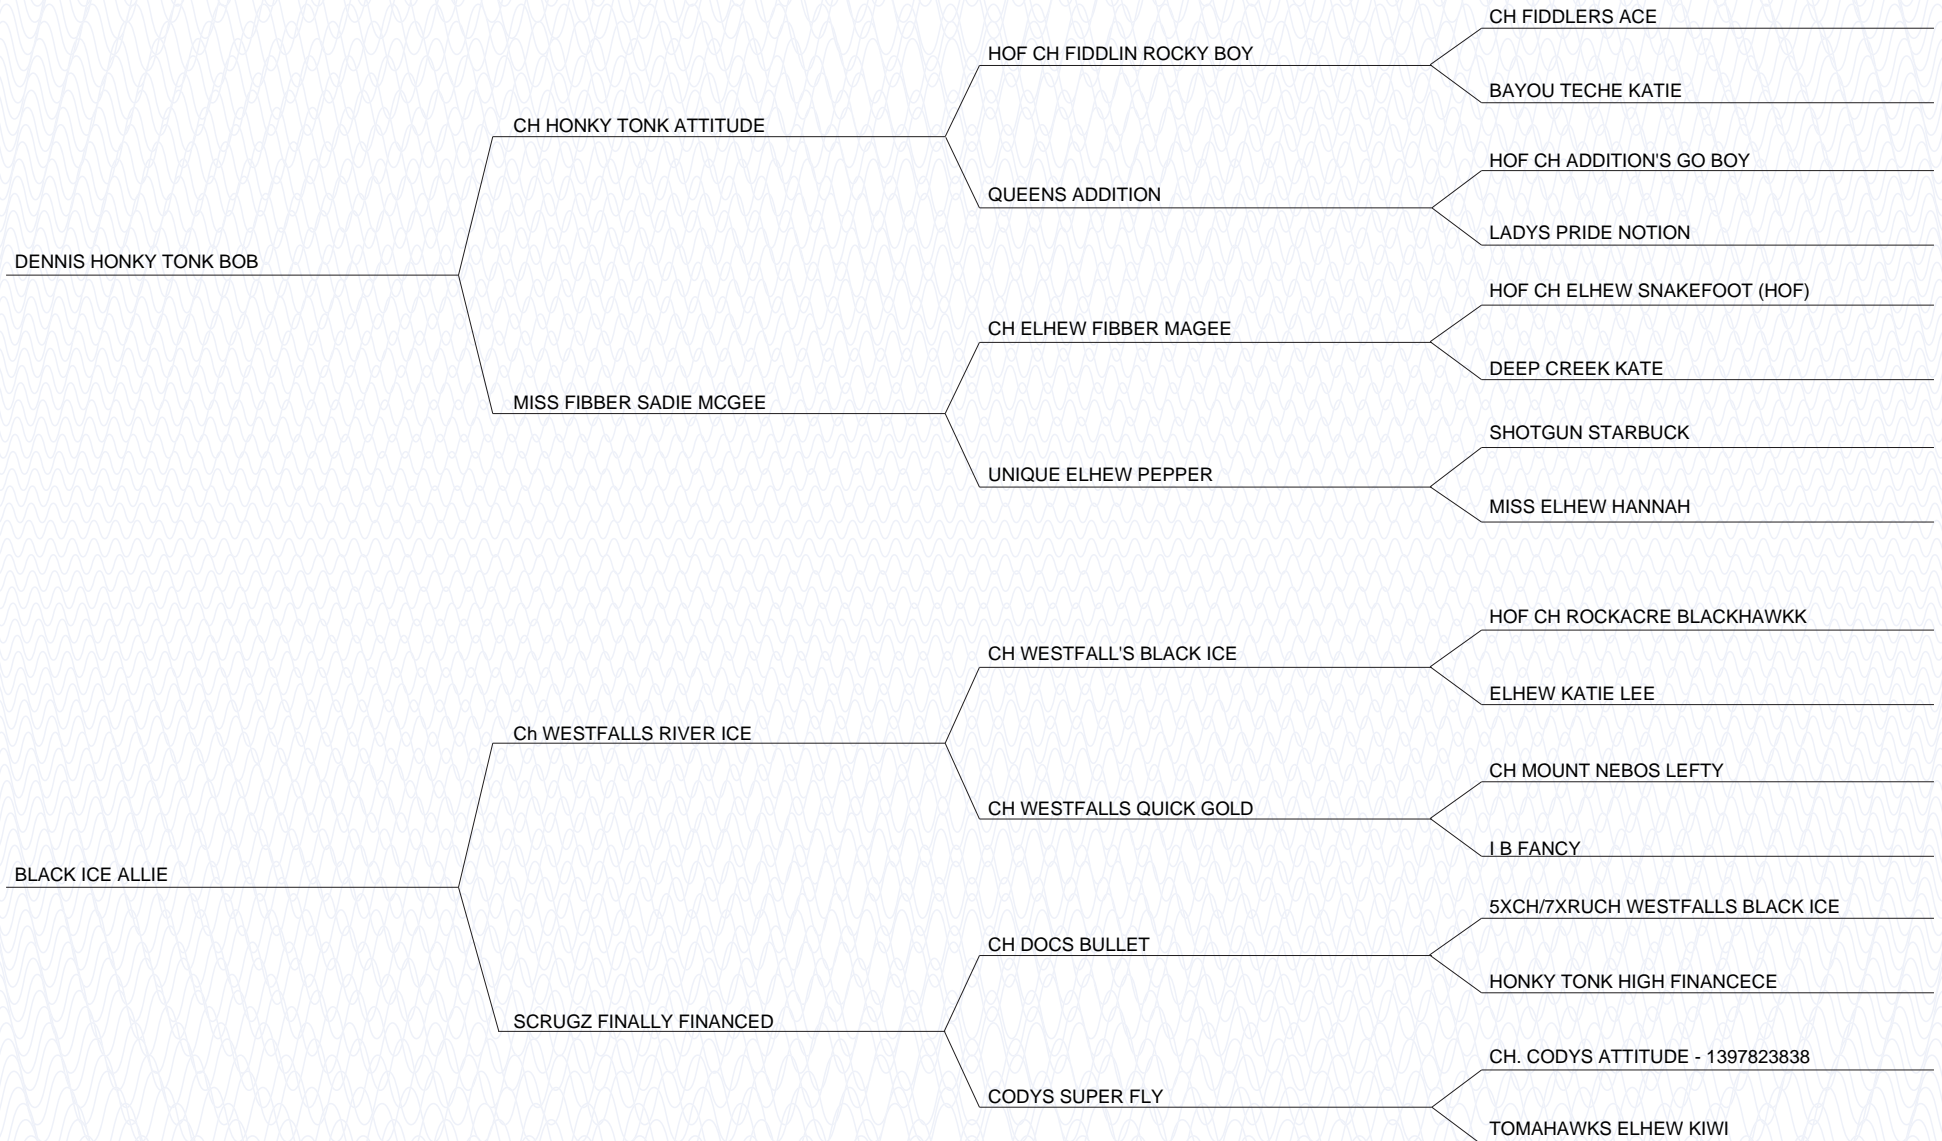 CH FIDDLERS ACE
HOF CH FIDDLIN ROCKY BOY
BAYOU TECHE KATIE
CH HONKY TONK ATTITUDE
HOF CH ADDITION'S GO BOY
QUEENS ADDITION
LADYS PRIDE NOTION
DENNIS HONKY TONK BOB
HOF CH ELHEW SNAKEFOOT (HOF)
CH ELHEW FIBBER MAGEE
DEEP CREEK KATE
MISS FIBBER SADIE MCGEE
SHOTGUN STARBUCK
UNIQUE ELHEW PEPPER
MISS ELHEW HANNAH
HOF CH ROCKACRE BLACKHAWKK
CH WESTFALL'S BLACK ICE
ELHEW KATIE LEE
Ch WESTFALLS RIVER ICE
CH MOUNT NEBOS LEFTY
CH WESTFALLS QUICK GOLD
I B FANCY
BLACK ICE ALLIE
5XCH/7XRUCH WESTFALLS BLACK ICE
CH DOCS BULLET
HONKY TONK HIGH FINANCECE
SCRUGZ FINALLY FINANCED
CH. CODYS ATTITUDE - 1397823838
CODYS SUPER FLY
TOMAHAWKS ELHEW KIWI